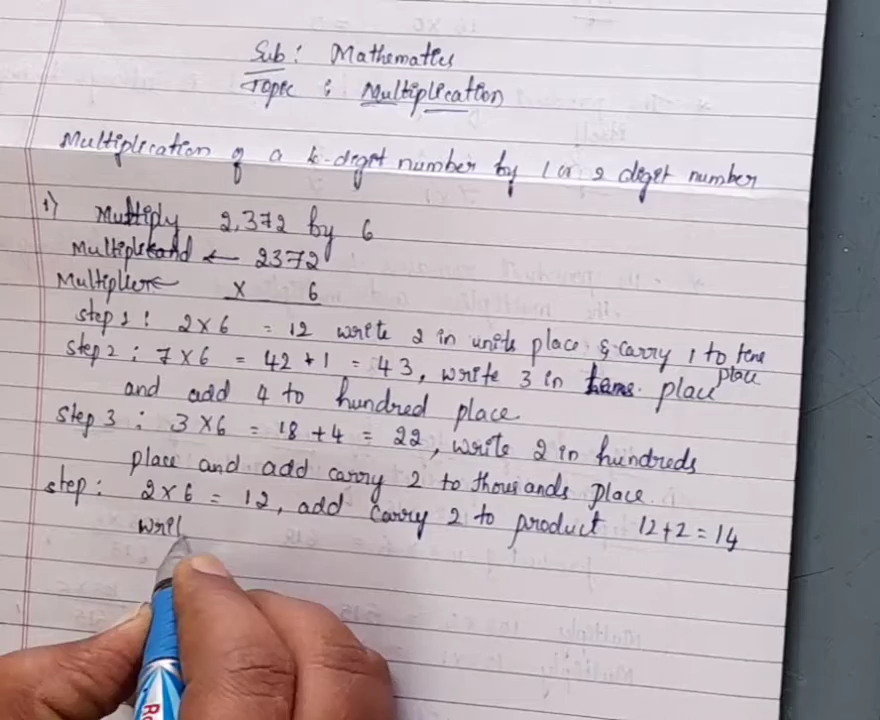 Sub: Mathematics
Topic : Multiplication
Multiplication of a 4-digit number by 1 or 2 digit number
1) Multiply 2,372 by 6
Multiplicand ← 2372
Multiplier← x 6
step 1: 2×6 = 12 write 2 in units place & carry 1 to tens place
step 2: 7×6 = 42+1 = 43, write 3 in tens place
and add 4 to hundred place
step 3 : 3×6 = 18+4 = 22, write 2 in hundreds
place and add carry 2 to thousands place.
step: 2×6 = 12, add carry 2 to product 12+2=14